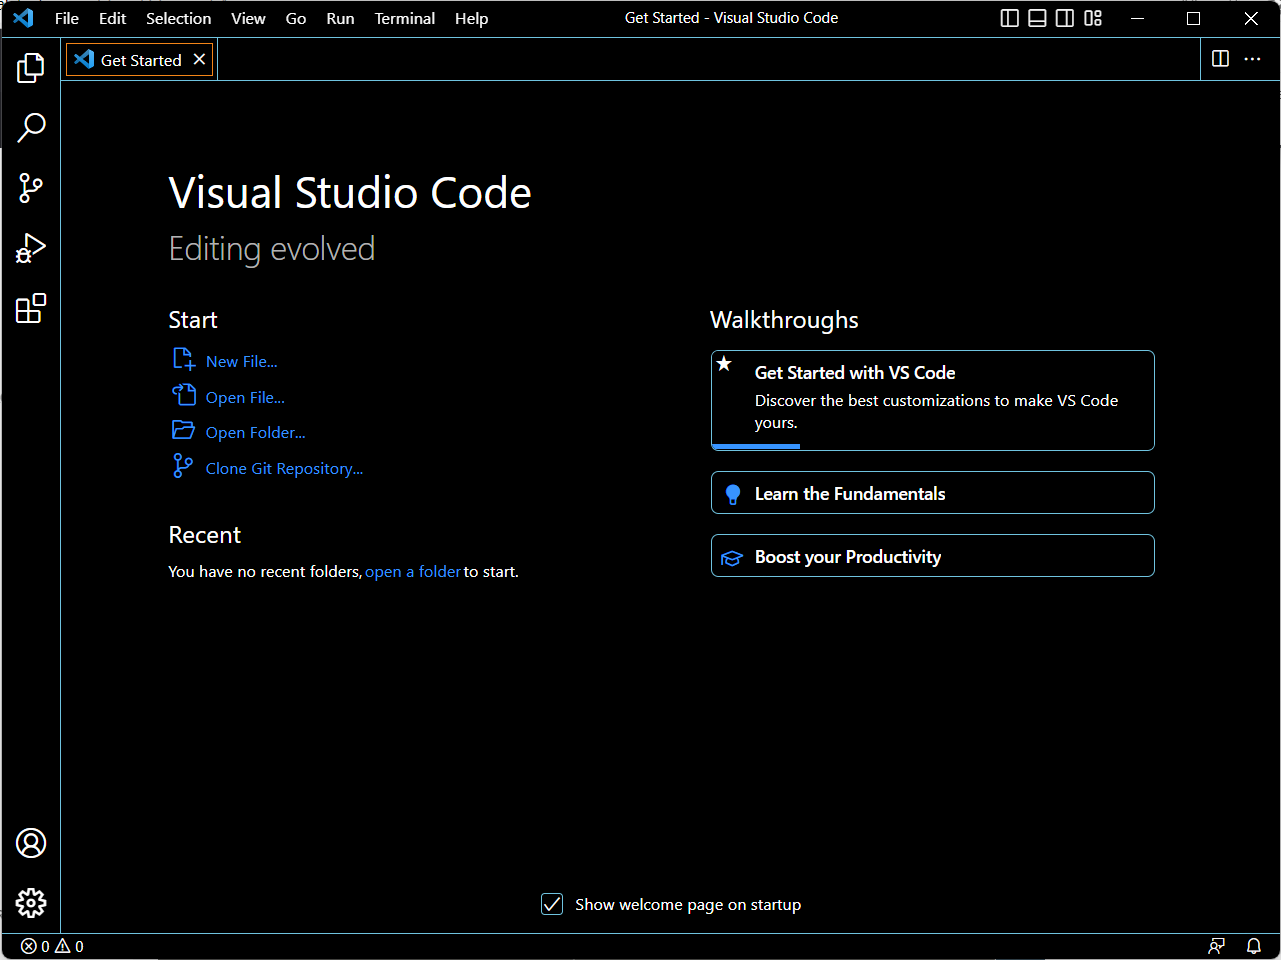 File Edit Selection View Go Run Terminal Help Get Started - Visual Studio Code
Get Started
Visual Studio Code
Editing evolved
Start
New File...
Open File...
Open Folder...
Clone Git Repository...
Recent
You have no recent folders, open a folder to start.
Walkthroughs
Get Started with VS Code
Discover the best customizations to make VS Code
yours.
Learn the Fundamentals
Boost your Productivity
Show welcome page on startup
0 0